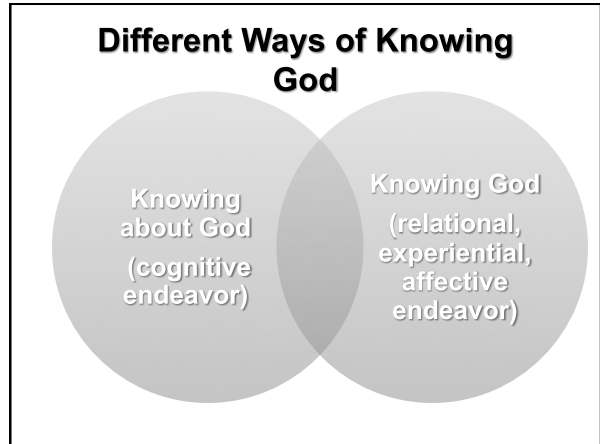 Different Ways of Knowing
God
Knowing
about God
(cognitive
endeavor)
Knowing God
(relational,
experiential,
affective
endeavor)